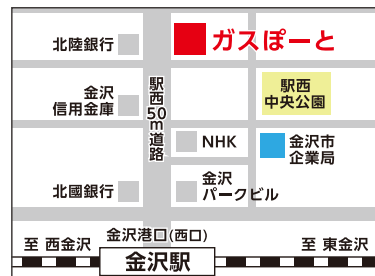 北陸銀行
ガスぽーと
金沢
信用金庫
駅西50m道路
駅西
中央公園
NHK
金沢市
企業局
北國銀行
金沢
パークビル
金沢港口(西口)
至 西金沢
至 東金沢
金沢駅